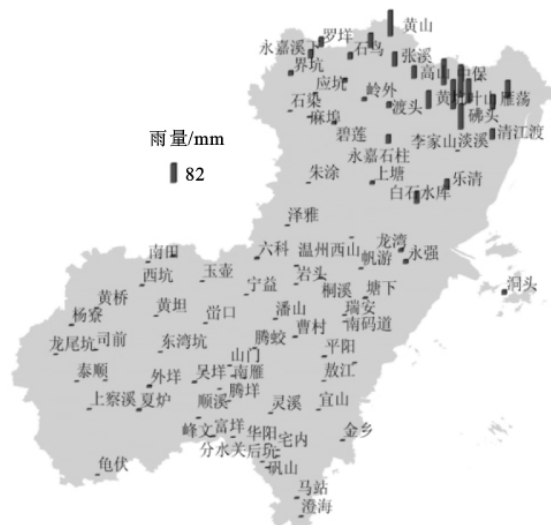 黄山
罗垟
永嘉溪下
石鸟
张溪
界坑
高山
中保
应坑
岭外
雁荡
石染
渡头
佛头
麻埠
清江渡
碧莲
李家山
淡溪
永嘉石柱
雨量/mm
82
朱涂
上塘
乐清
白石水库
泽雅
南田
六科
温州西山
龙湾
永强
帆游
西坑
玉壶
岩头
桐溪
洞头
宁益
塘下
黄桥
黄坦
瑞安
杨寮
峃口
潘山
南码道
曹村
龙尾坑
司前
东湾坑
腾蛟
平阳
山门
泰顺
外垟
吴垟
南雁
敖江
腾垟
上察溪
夏炉
顺溪
灵溪
宜山
峰文
富垟
华阳
金乡
分水关
后坑
宅内
龟伏
矾山
马站
澄海